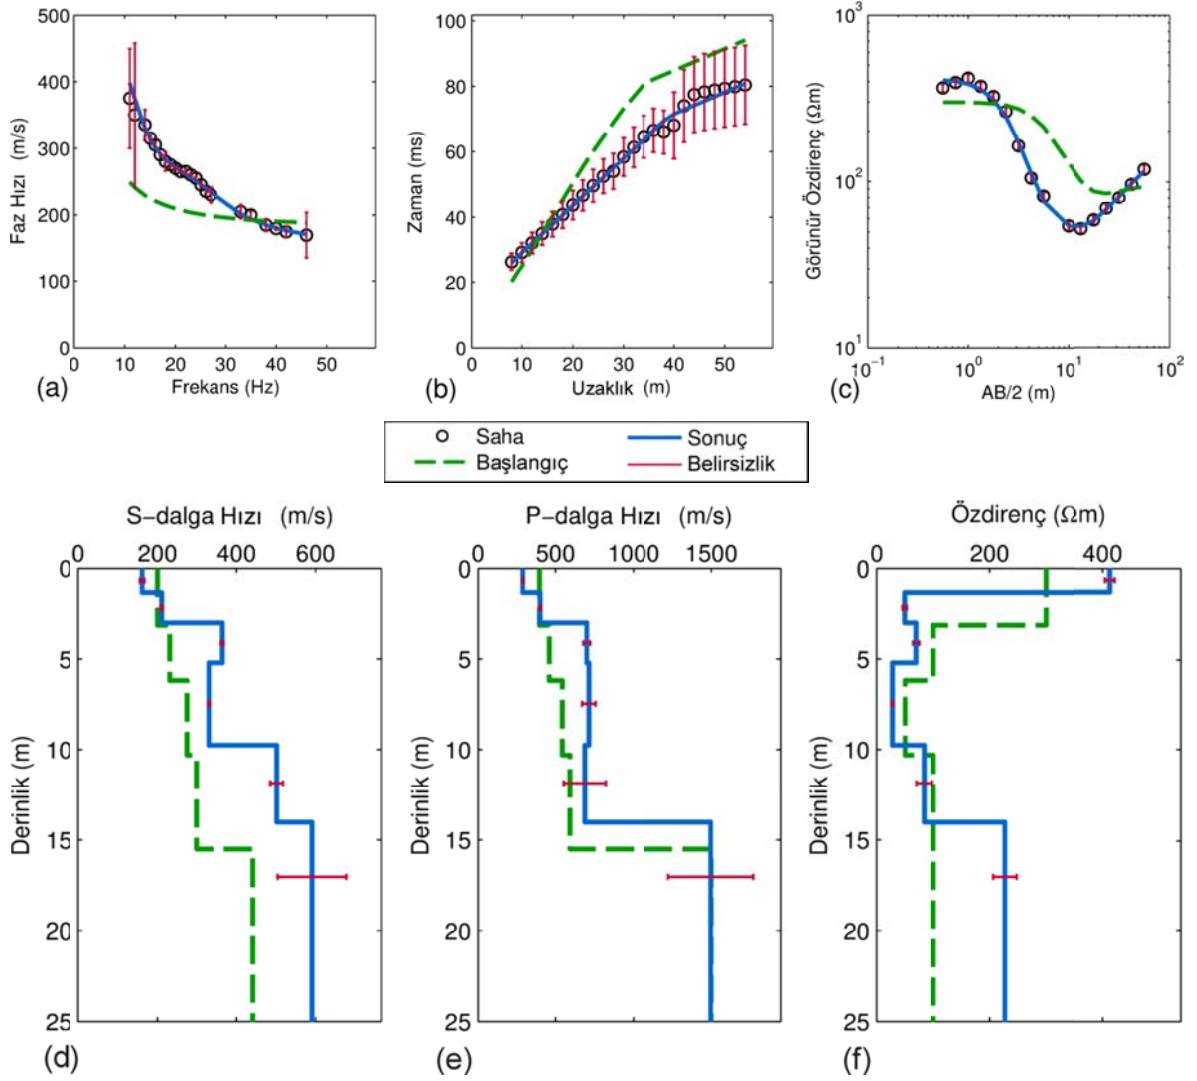 500
400
300
200
100
0
0 10 20 30 40 50
Faz Hızı (m/s)
Frekans (Hz)
(a)
100
80
60
40
20
0
0 10 20 30 40 50
Zaman (ms)
Uzaklık (m)
(b)
10³
10²
10¹
10⁻¹ 10⁰ 10¹ 10²
Görünür Özdirenç (Ωm)
AB/2 (m)
(c)
Saha
Sonuç
Başlangıç
Belirsizlik
S-dalga Hızı (m/s)
0 200 400 600
0
5
10
15
20
25
Derinlik (m)
(d)
P-dalga Hızı (m/s)
0 500 1000 1500
0
5
10
15
20
25
Derinlik (m)
(e)
Özdirenç (Ωm)
0 200 400
0
5
10
15
20
25
Derinlik (m)
(f)